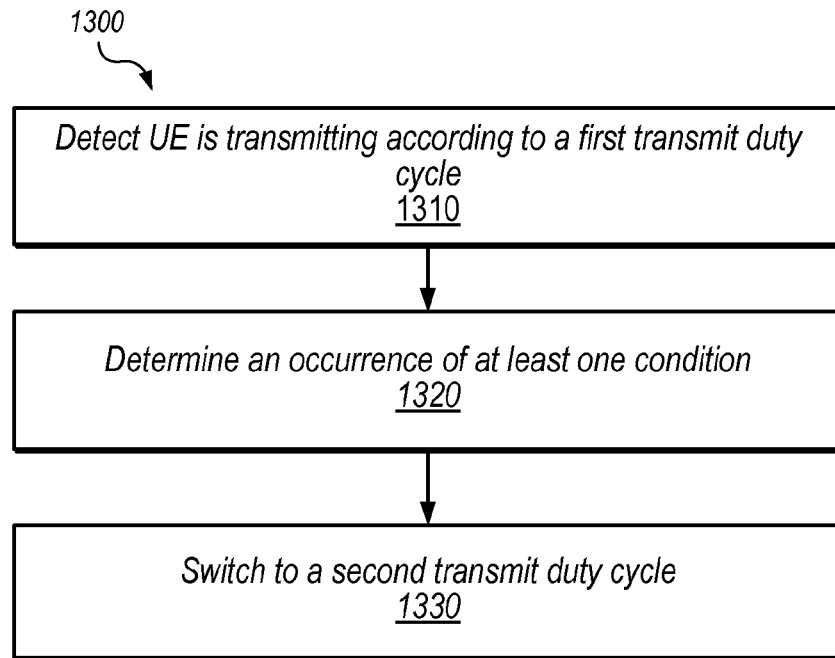 1300
Detect UE is transmitting according to a first transmit duty
cycle
1310
Determine an occurrence of at least one condition
1320
Switch to a second transmit duty cycle
1330